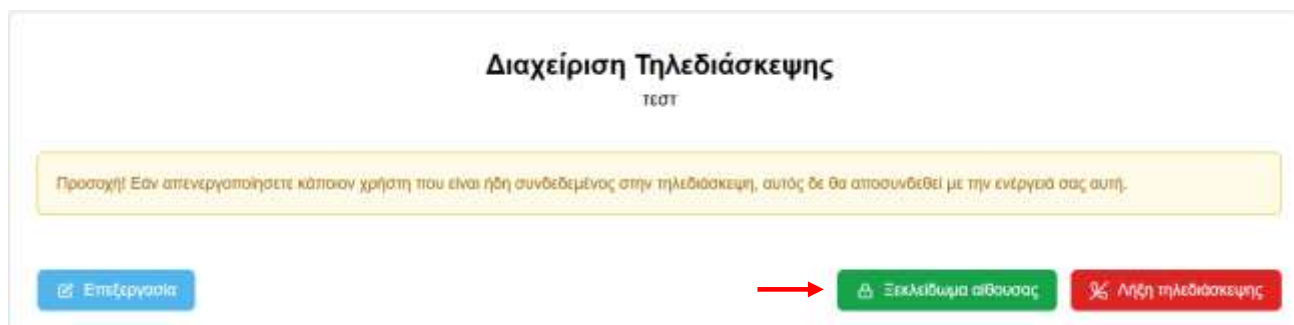 Διαχείριση Τηλεδιάσκεψης
τεστ
Προσοχή! Εάν απενεργοποιήσετε κάποιον χρήστη που είναι ήδη συνδεδεμένος στην τηλεδιάσκεψη, αυτός δε θα αποσυνδεθεί με την ενέργειά σας αυτή.
Επεξεργασία
Ξεκλείδωμα αίθουσας
Λήξη τηλεδιάσκεψης